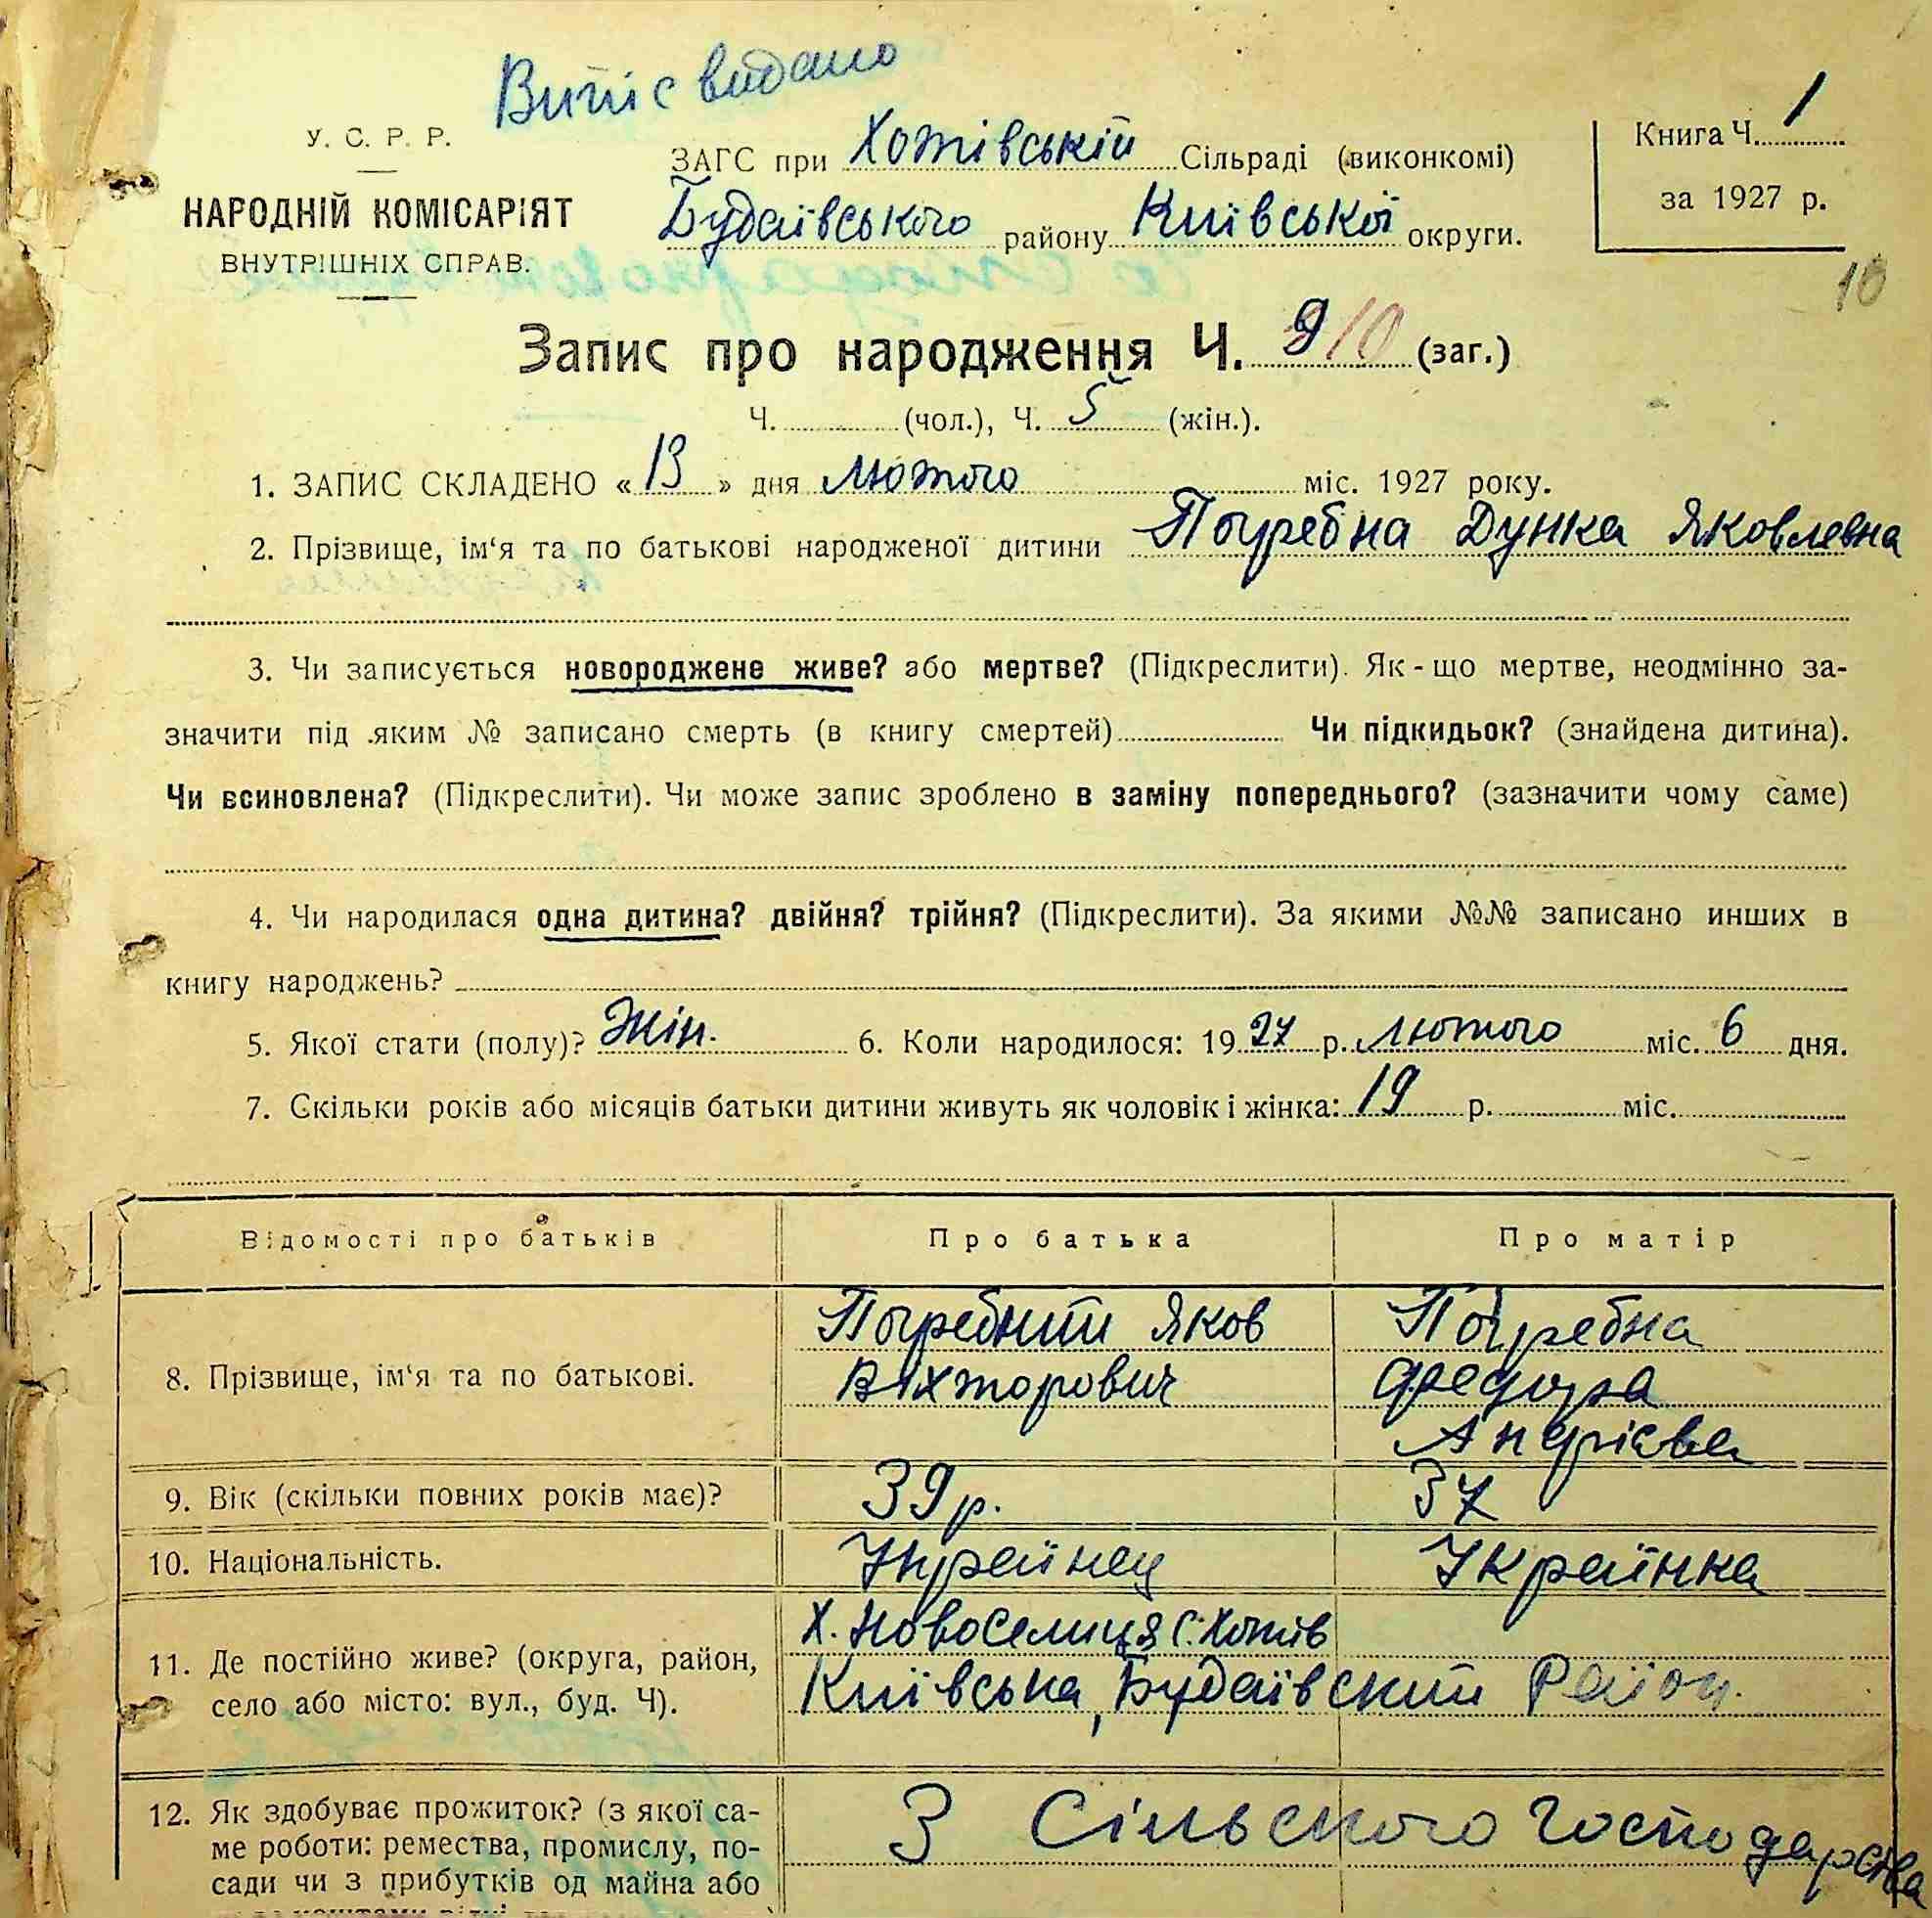 Випис видано
У. С. Р. Р.
НАРОДНІЙ КОМІСАРІЯТ
ВНУТРІШНІХ СПРАВ.
ЗАГС при Хотівській Сільраді (виконкомі)
Будаївського району Київської округи.
Книга Ч. 1
за 1927 р.
10
Запис про народження Ч. 9 10 (заг.)
Ч. (чол.), Ч. 5 (жін.).
1. ЗАПИС СКЛАДЕНО «13» дня лютого міс. 1927 року.
2. Прізвище, ім‘я та по батькові народженої дитини Погребна Дунка Яковлевна
3. Чи записується новороджене живе? або мертве? (Підкреслити). Як-що мертве, неодмінно за-
значити під яким № записано смерть (в книгу смертей) Чи підкидьок? (знайдена дитина).
Чи всиновлена? (Підкреслити). Чи може запис зроблено в заміну попереднього? (зазначити чому саме)
4. Чи народилася одна дитина? двійня? трійня? (Підкреслити). За якими №№ записано инших в
книгу народжень?
5. Якої стати (полу)? Жін. 6. Коли народилося: 1927 р. лютого міс. 6 дня.
7. Скільки років або місяців батьки дитини живуть як чоловік і жінка: 19 р. міс.
Відомості про батьків Про батька Про матір
8. Прізвище, ім‘я та по батькові.
Погребний Яков
Віхторович
Погребна
Федора
Андрієва
9. Вік (скільки повних років має)? 39 р. 37
10. Національність. Украінец Украінка
11. Де постійно живе? (округа, район,
село або місто: вул., буд. Ч).
Х. Новоселиця С. Хотів
Київська, Будаївский Район.
12. Як здобуває прожиток? (з якої са-
ме роботи: ремества, промислу, по-
сади чи з прибутків од майна або
З Сільского Господарства